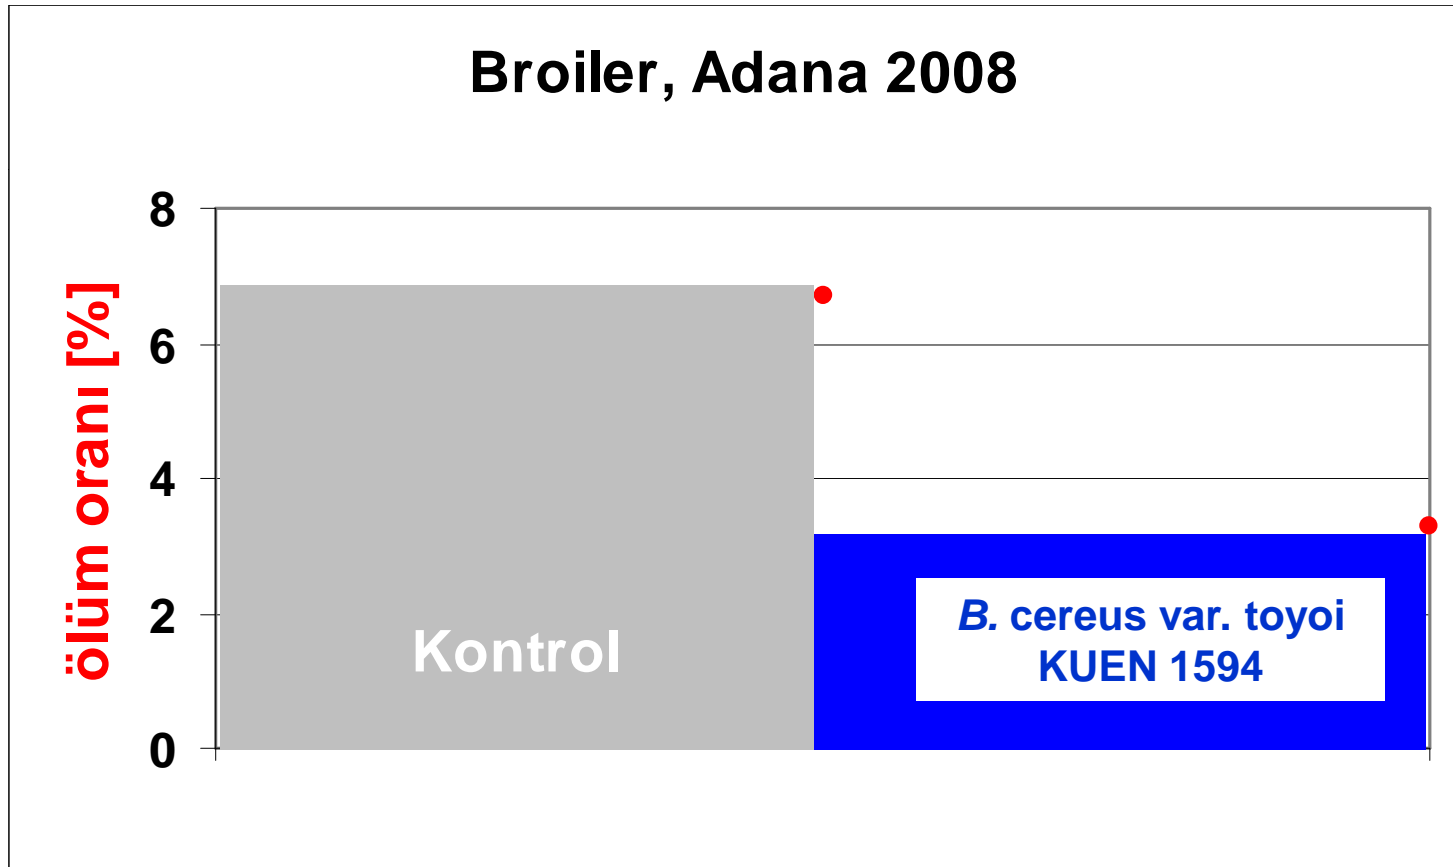 Broiler, Adana 2008
ölüm oranı [%]
8
6
4
2
0
Kontrol
B. cereus var. toyoi
KUEN 1594